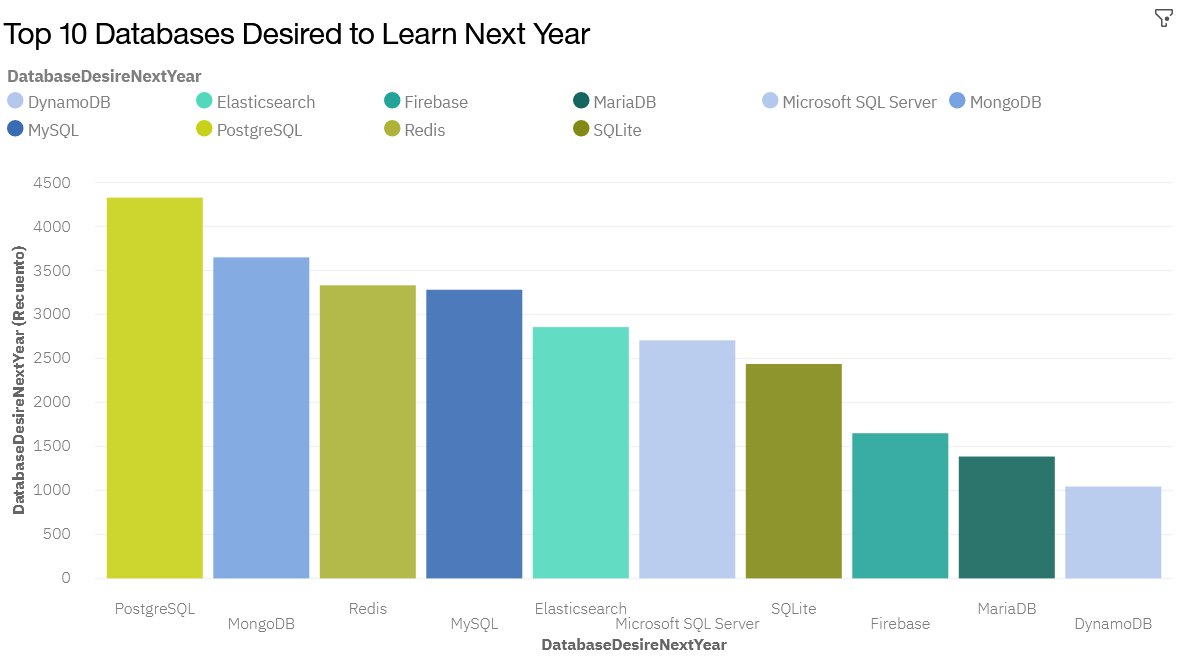 Top 10 Databases Desired to Learn Next Year
DatabaseDesireNextYear
DynamoDB Elasticsearch Firebase MariaDB Microsoft SQL Server MongoDB
MySQL PostgreSQL Redis SQLite
DatabaseDesireNextYear (Recuento)
4500
4000
3500
3000
2500
2000
1500
1000
500
0
PostgreSQL Redis Elasticsearch SQLite MariaDB
MongoDB MySQL Microsoft SQL Server Firebase DynamoDB
DatabaseDesireNextYear